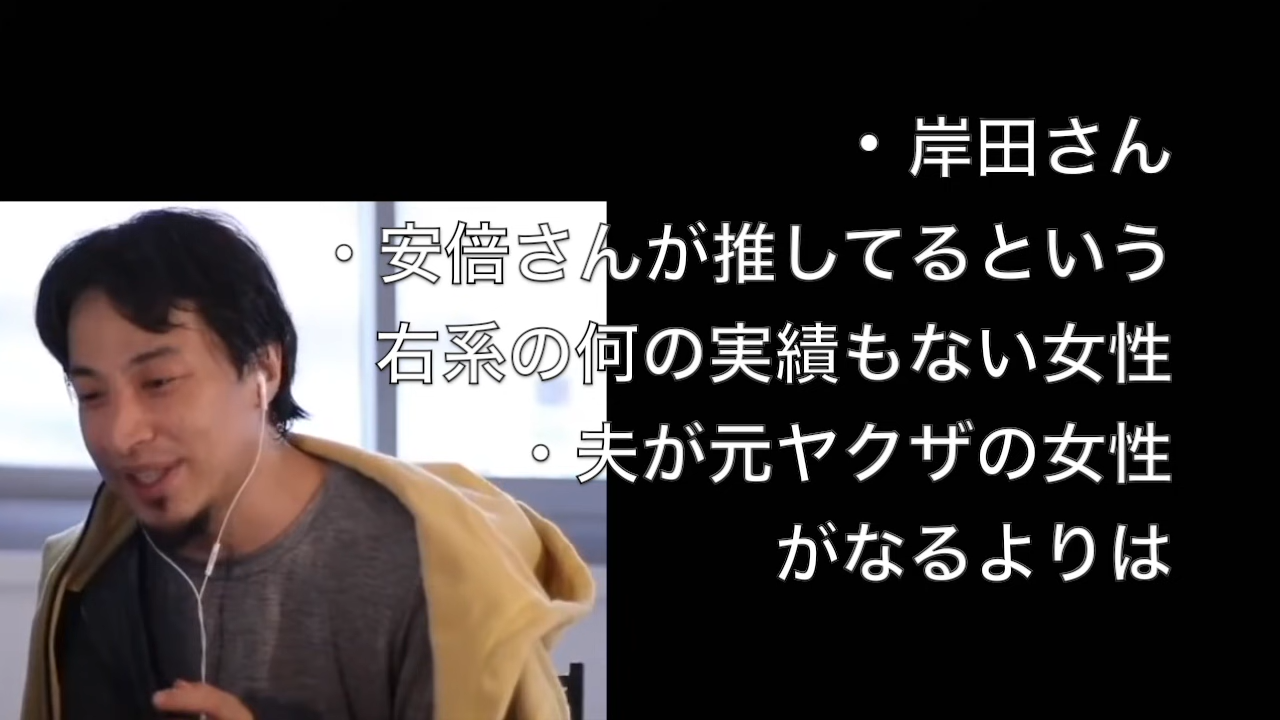 ・岸田さん
・安倍さんが推してるという
右系の何の実績もない女性
・夫が元ヤクザの女性
がなるよりは